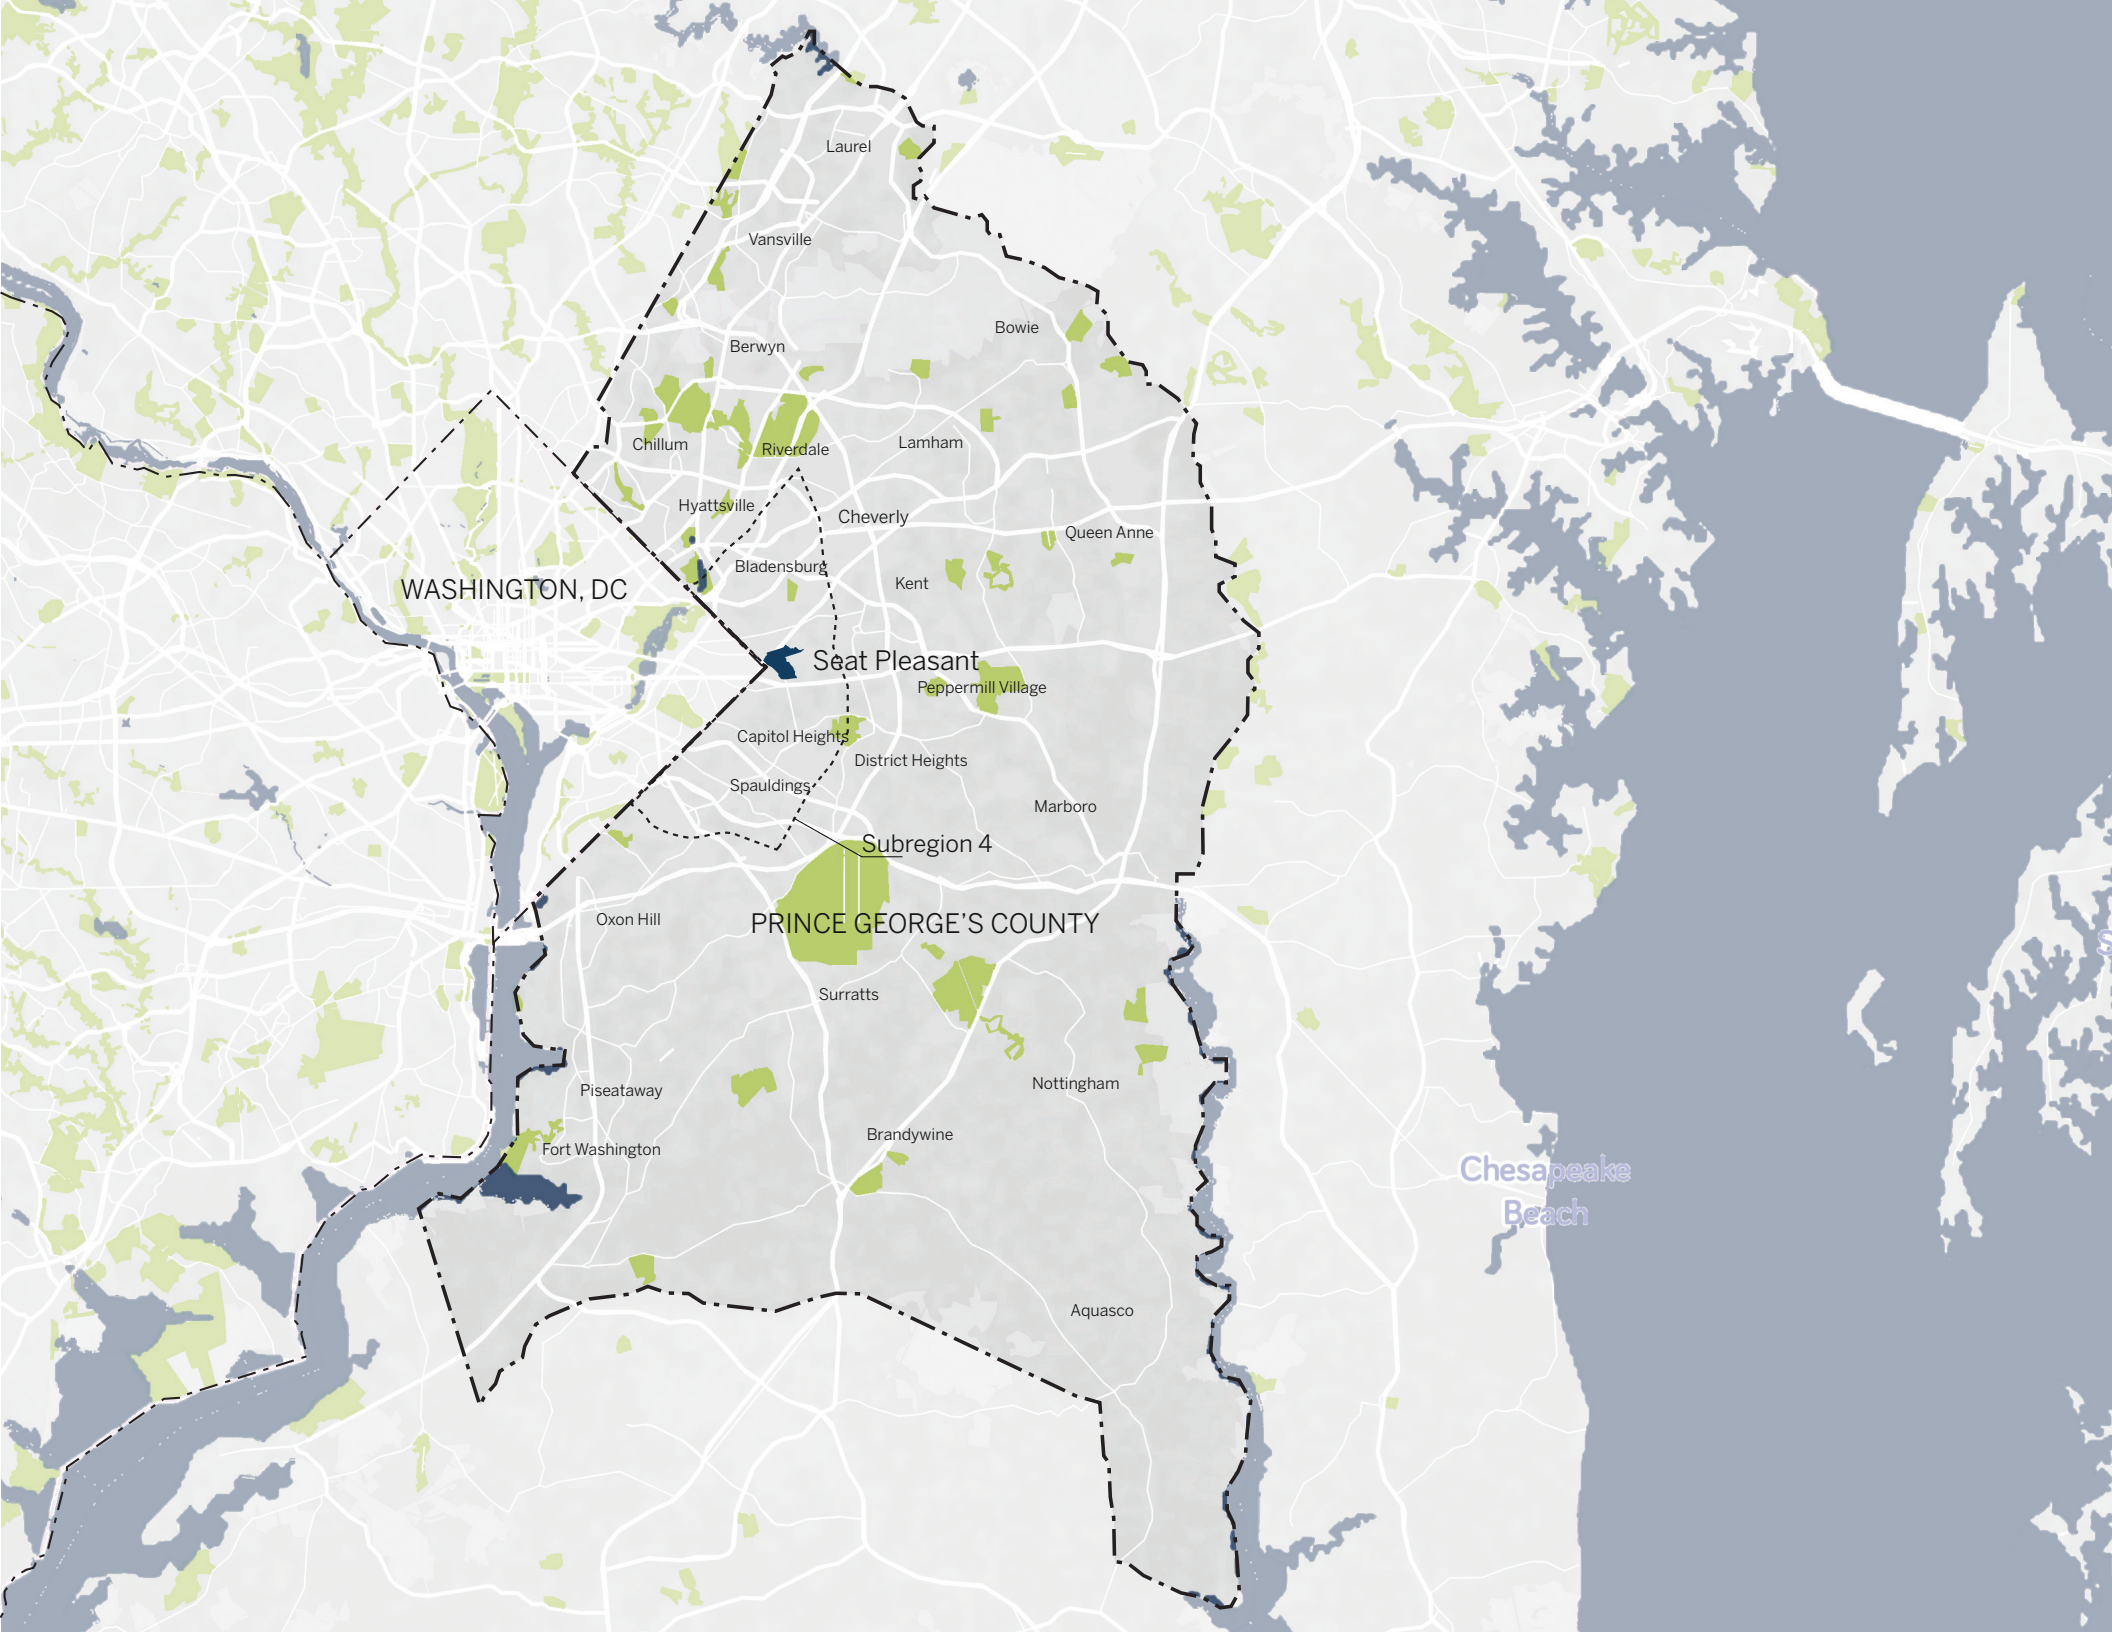 Laurel
Vansville
Bowie
Berwyn
Chillum
Riverdale
Lamham
Hyattsville
Cheverly
Queen Anne
Bladensburg
Kent
WASHINGTON, DC
Seat Pleasant
Peppermill Village
Capitol Heights
District Heights
Spauldings
Marboro
Subregion 4
Oxon Hill
PRINCE GEORGE'S COUNTY
Surratts
Nottingham
Piseataway
Brandywine
Fort Washington
Chesapeake
Beach
Aquasco